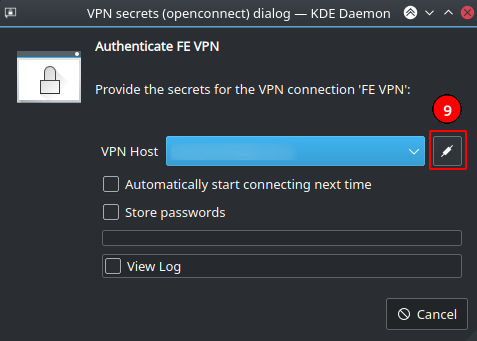 VPN secrets (openconnect) dialog — KDE Daemon
Authenticate FE VPN
Provide the secrets for the VPN connection 'FE VPN':
9
VPN Host
Automatically start connecting next time
Store passwords
View Log
Cancel